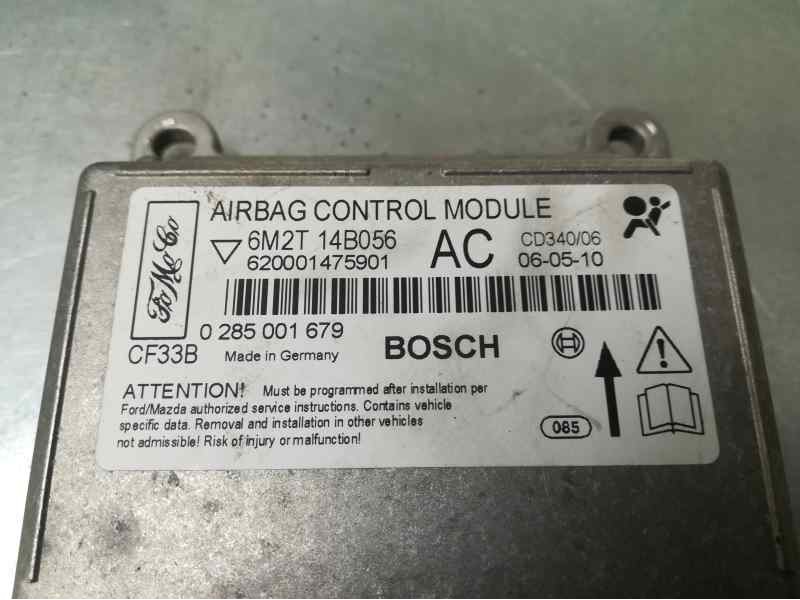 FoMoCo
AIRBAG CONTROL MODULE
6M2T 14B056 AC CD340/06
620001475901 06-05-10
0 285 001 679
CF33B Made in Germany BOSCH
ATTENTION! Must be programmed after installation per
Ford/Mazda authorized service instructions. Contains vehicle
specific data. Removal and installation in other vehicles
not admissible! Risk of injury or malfunction!
085